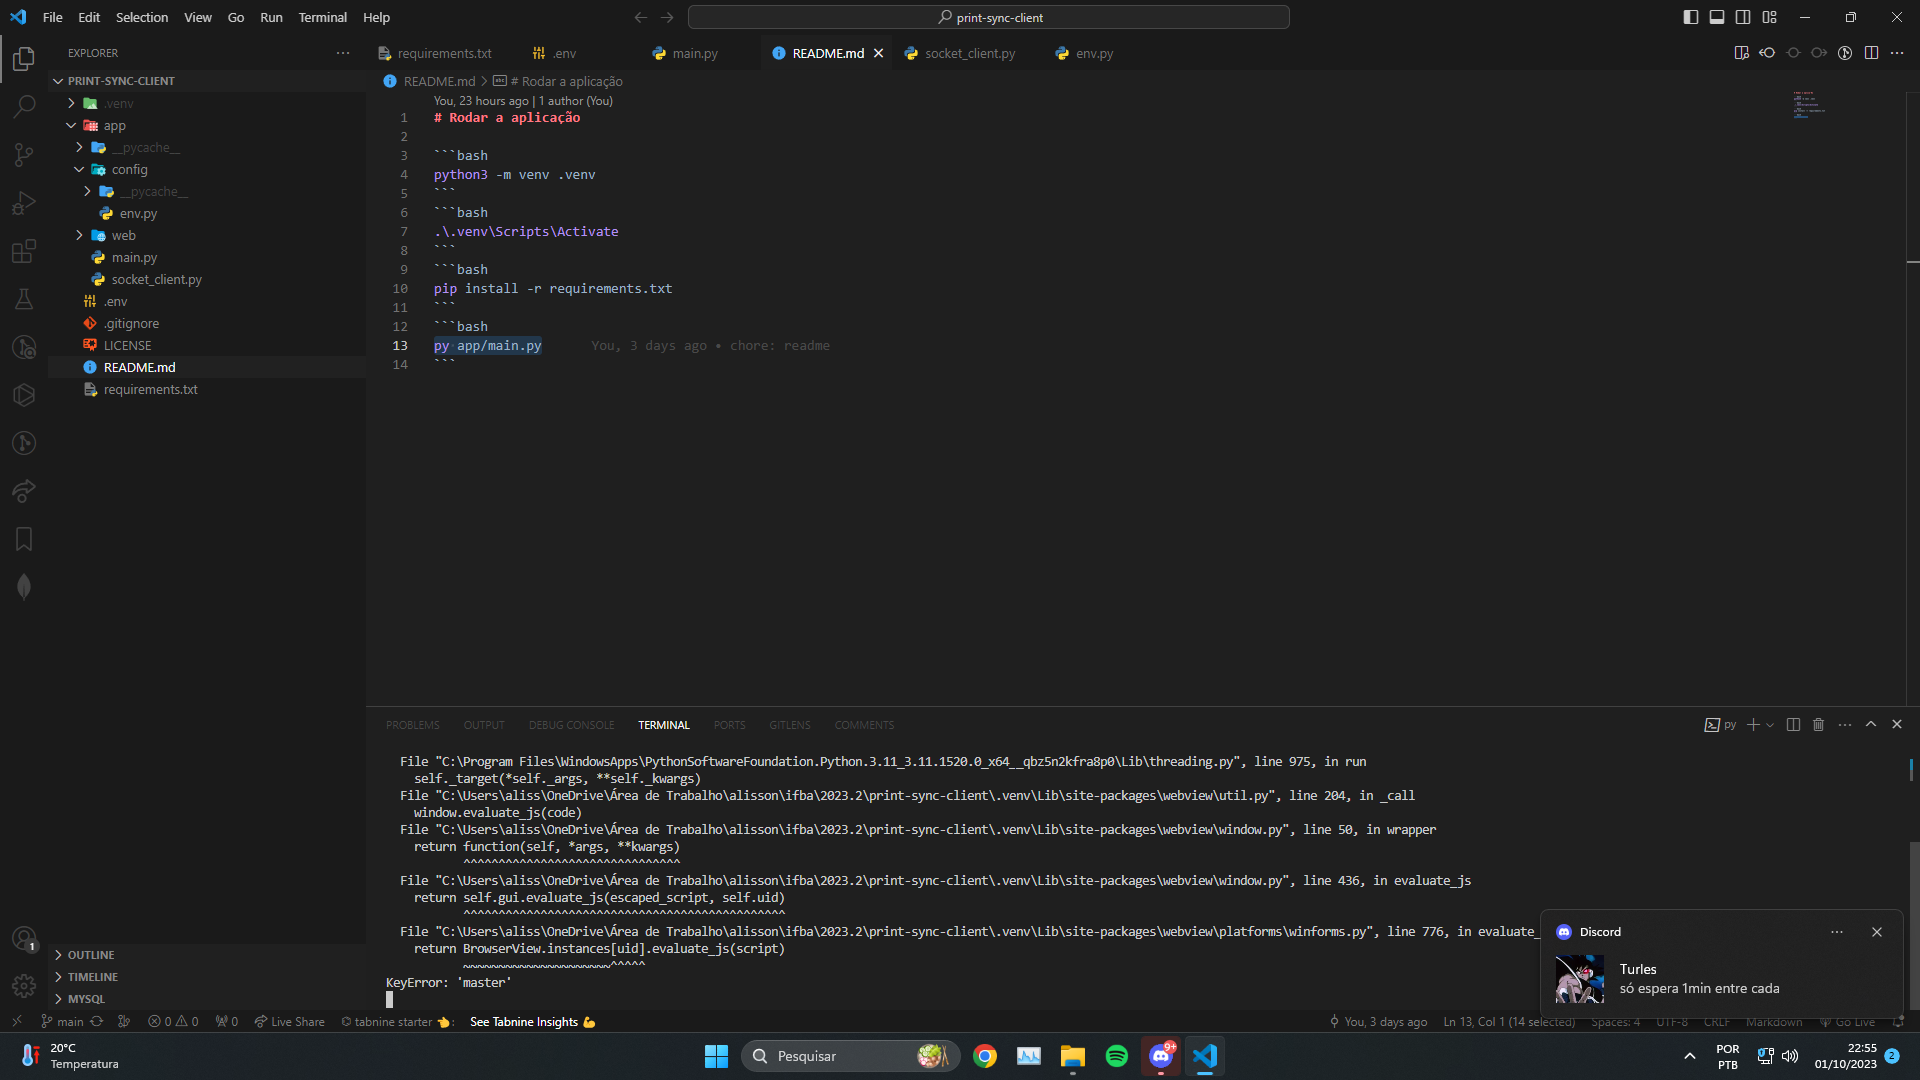 File Edit Selection View Go Run Terminal Help
print-sync-client
EXPLORER
PRINT-SYNC-CLIENT
.venv
app
__pycache__
config
__pycache__
env.py
web
main.py
socket_client.py
.env
.gitignore
LICENSE
README.md
requirements.txt
OUTLINE
TIMELINE
MYSQL
requirements.txt .env main.py README.md socket_client.py env.py
README.md > # Rodar a aplicação
You, 23 hours ago | 1 author (You)
1 # Rodar a aplicação
2
3 ```bash
4 python3 -m venv .venv
5 ```
6 ```bash
7 .\.venv\Scripts\Activate
8 ```
9 ```bash
10 pip install -r requirements.txt
11 ```
12 ```bash
13 py app/main.py You, 3 days ago • chore: readme
14 ```
PROBLEMS OUTPUT DEBUG CONSOLE TERMINAL PORTS GITLENS COMMENTS
py
File "C:\Program Files\WindowsApps\PythonSoftwareFoundation.Python.3.11_3.11.1520.0_x64__qbz5n2kfra8p0\Lib\threading.py", line 975, in run
self._target(*self._args, **self._kwargs)
File "C:\Users\aliss\OneDrive\Área de Trabalho\alisson\ifba\2023.2\print-sync-client\.venv\Lib\site-packages\webview\util.py", line 204, in _call
window.evaluate_js(code)
File "C:\Users\aliss\OneDrive\Área de Trabalho\alisson\ifba\2023.2\print-sync-client\.venv\Lib\site-packages\webview\window.py", line 50, in wrapper
return function(self, *args, **kwargs)
^^^^^^^^^^^^^^^^^^^^^^^^^^^^^^^
File "C:\Users\aliss\OneDrive\Área de Trabalho\alisson\ifba\2023.2\print-sync-client\.venv\Lib\site-packages\webview\window.py", line 436, in evaluate_js
return self.gui.evaluate_js(escaped_script, self.uid)
^^^^^^^^^^^^^^^^^^^^^^^^^^^^^^^^^^^^^^^^^^^^^^
File "C:\Users\aliss\OneDrive\Área de Trabalho\alisson\ifba\2023.2\print-sync-client\.venv\Lib\site-packages\webview\platforms\winforms.py", line 776, in evaluate_
return BrowserView.instances[uid].evaluate_js(script)
~~~~~~~~~~~~~~~~~~~~~^^^^^
KeyError: 'master'
Discord
Turles
só espera 1min entre cada
1
main 0 0 0 Live Share tabnine starter See Tabnine Insights
You, 3 days ago Ln 13, Col 1 (14 selected) Spaces: 4 UTF-8 CRLF Markdown Go Live
20°C
Temperatura
Pesquisar
9+
POR
PTB
22:55
01/10/2023
2